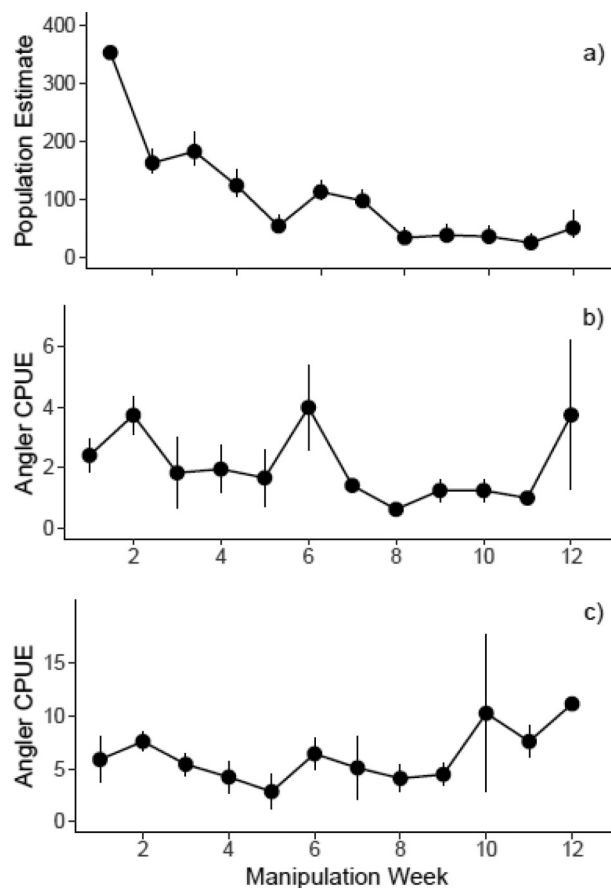 a)
Population Estimate
400
300
200
100
0
b)
Angler CPUE
6
4
2
0
2 4 6 8 10 12
c)
Angler CPUE
15
10
5
0
2 4 6 8 10 12
Manipulation Week